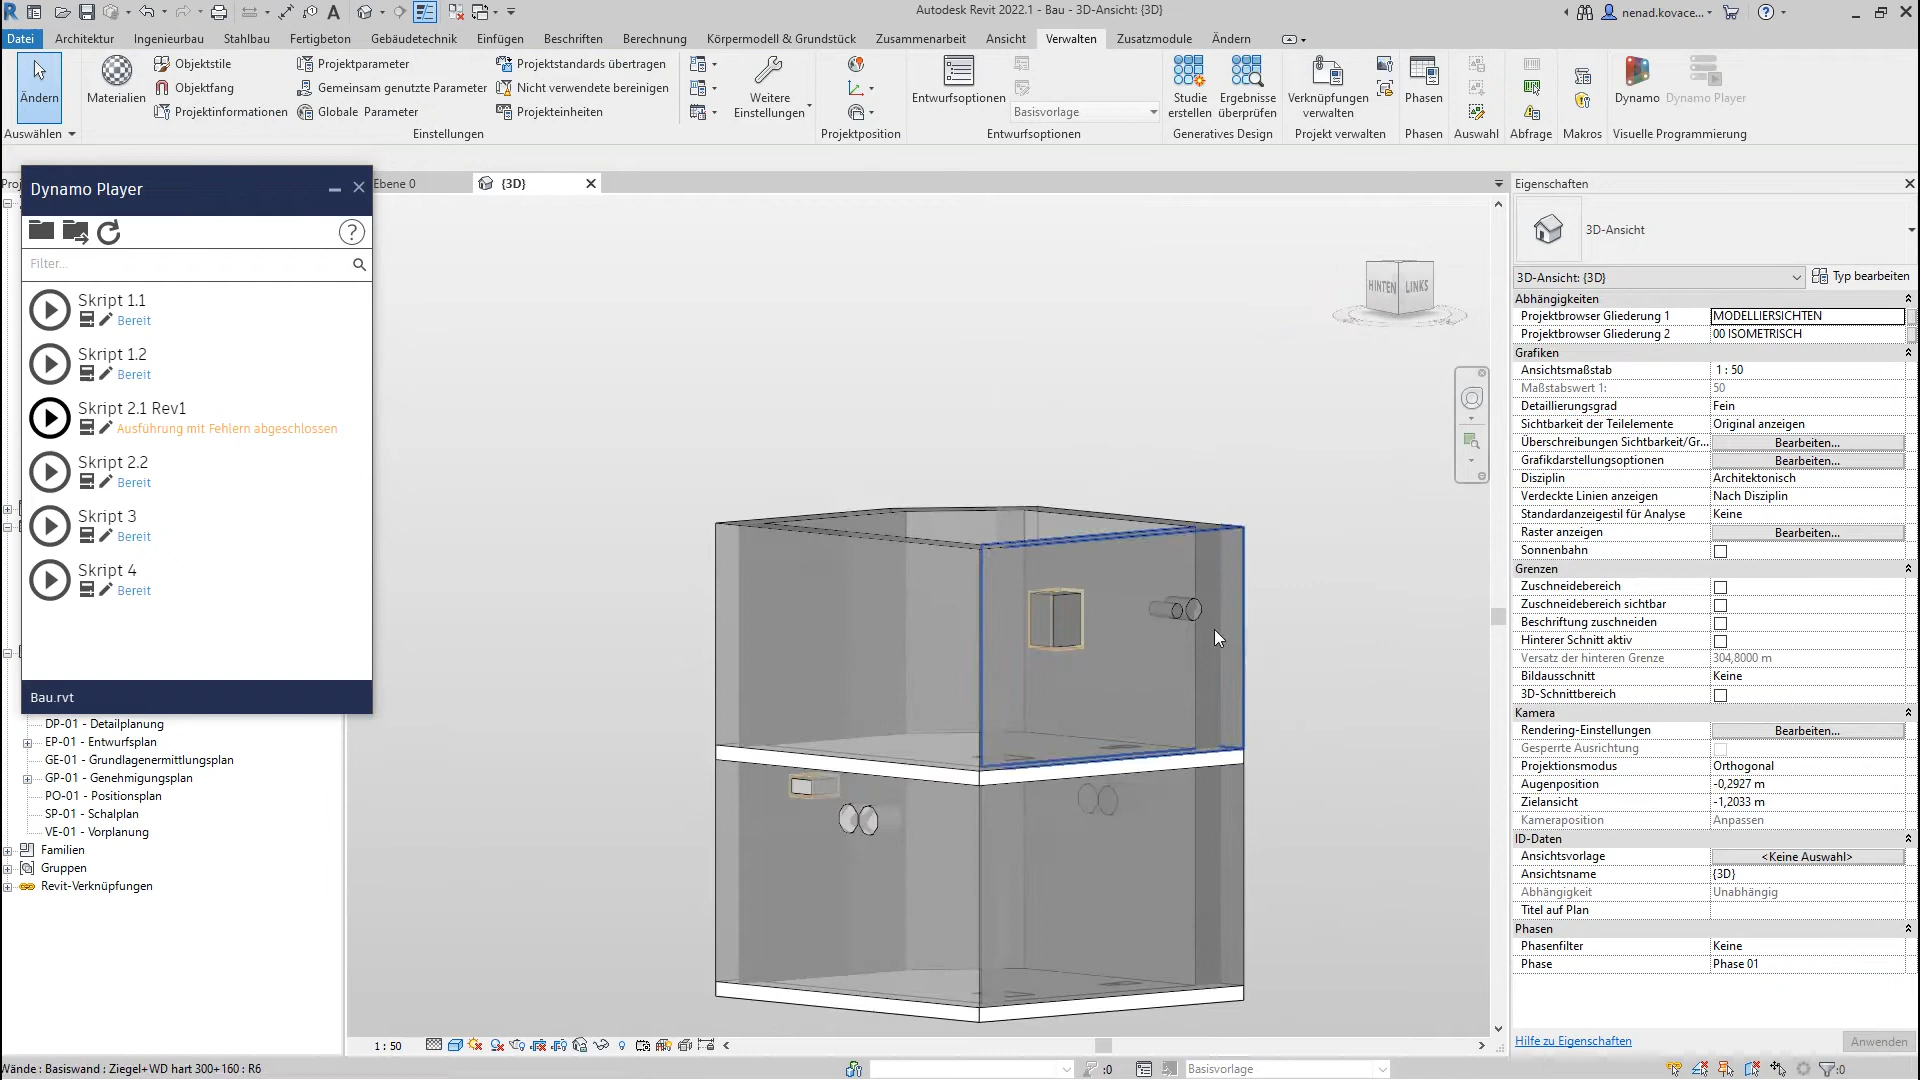 Autodesk Revit 2022.1 - Bau - 3D-Ansicht: {3D}
nenad.kovace...
Datei Architektur Ingenieurbau Stahlbau Fertigbeton Gebäudetechnik Einfügen Beschriften Berechnung Körpermodell & Grundstück Zusammenarbeit Ansicht Verwalten Zusatzmodule Ändern
Ändern
Materialien
Objektstile
Objektfang
Projektinformationen
Projektparameter
Gemeinsam genutzte Parameter
Globale Parameter
Projektstandards übertragen
Nicht verwendete bereinigen
Projekteinheiten
Weitere
Einstellungen
Entwurfsoptionen
Basisvorlage
Studie
erstellen
Ergebnisse
überprüfen
Verknüpfungen
verwalten
Phasen
Dynamo
Dynamo Player
Auswählen
Einstellungen
Projektposition
Entwurfsoptionen
Generatives Design
Projekt verwalten
Phasen
Auswahl
Abfrage
Makros
Visuelle Programmierung
Dynamo Player
Filter...
Skript 1.1
Bereit
Skript 1.2
Bereit
Skript 2.1 Rev1
Ausführung mit Fehlern abgeschlossen
Skript 2.2
Bereit
Skript 3
Bereit
Skript 4
Bereit
Bau.rvt
DP-01 - Detailplanung
EP-01 - Entwurfsplan
GE-01 - Grundlagenermittlungsplan
GP-01 - Genehmigungsplan
PO-01 - Positionsplan
SP-01 - Schalplan
VE-01 - Vorplanung
Familien
Gruppen
Revit-Verknüpfungen
Ebene 0
{3D}
HINTEN LINKS
1 : 50
Eigenschaften
3D-Ansicht
3D-Ansicht: {3D}
Typ bearbeiten
Abhängigkeiten
Projektbrowser Gliederung 1 MODELLIERSICHTEN
Projektbrowser Gliederung 2 00 ISOMETRISCH
Grafiken
Ansichtsmaßstab 1 : 50
Maßstabswert 1: 50
Detaillierungsgrad Fein
Sichtbarkeit der Teilelemente Original anzeigen
Überschreibungen Sichtbarkeit/Gr... Bearbeiten...
Grafikdarstellungsoptionen Bearbeiten...
Disziplin Architektonisch
Verdeckte Linien anzeigen Nach Disziplin
Standardanzeigestil für Analyse Keine
Raster anzeigen Bearbeiten...
Sonnenbahn
Grenzen
Zuschneidebereich
Zuschneidebereich sichtbar
Beschriftung zuschneiden
Hinterer Schnitt aktiv
Versatz der hinteren Grenze 304,8000 m
Bildausschnitt Keine
3D-Schnittbereich
Kamera
Rendering-Einstellungen Bearbeiten...
Gesperte Ausrichtung
Projektionsmodus Orthogonal
Augenposition -0,2927 m
Zielansicht -1,2033 m
Kameraposition Anpassen
ID-Daten
Ansichtsvorlage <Keine Auswahl>
Ansichtsname {3D}
Abhängigkeit Unabhängig
Titel auf Plan
Phasen
Phasenfilter Keine
Phase Phase 01
Hilfe zu Eigenschaften
Anwenden
Wände : Basiswand : Ziegel+WD hart 300+160 : R6
:0
Basisvorlage
:0